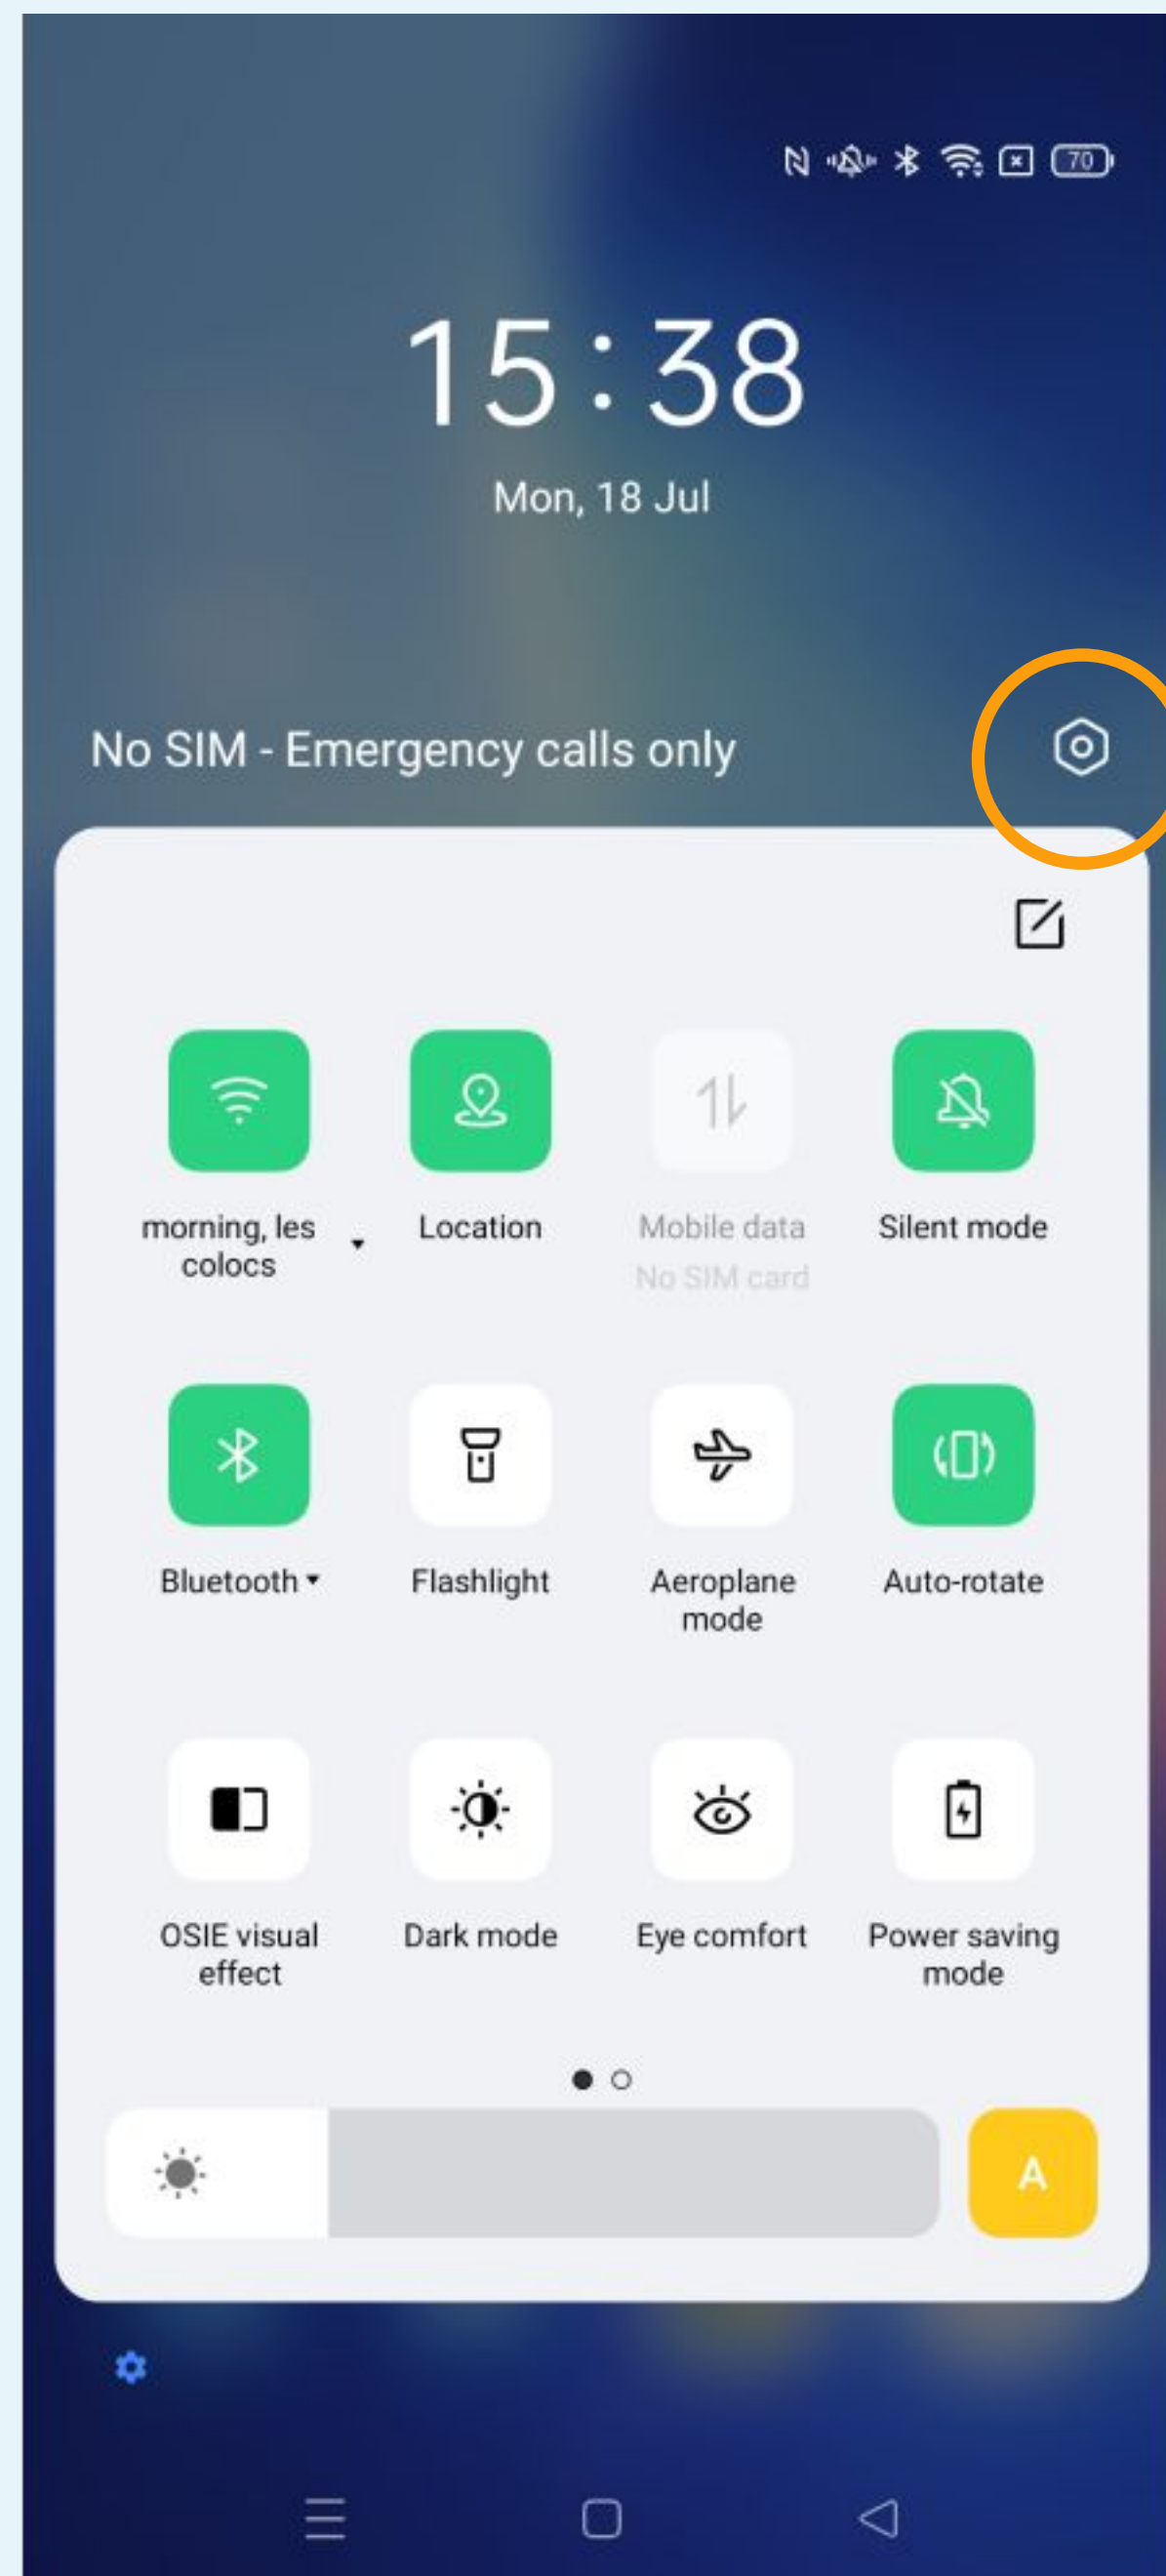 70
15:38
Mon, 18 Jul
No SIM - Emergency calls only
morning, les
colocs
Location
Mobile data
No SIM card
Silent mode
Bluetooth
Flashlight
Aeroplane
mode
Auto-rotate
OSIE visual
effect
Dark mode
Eye comfort
Power saving
mode
A